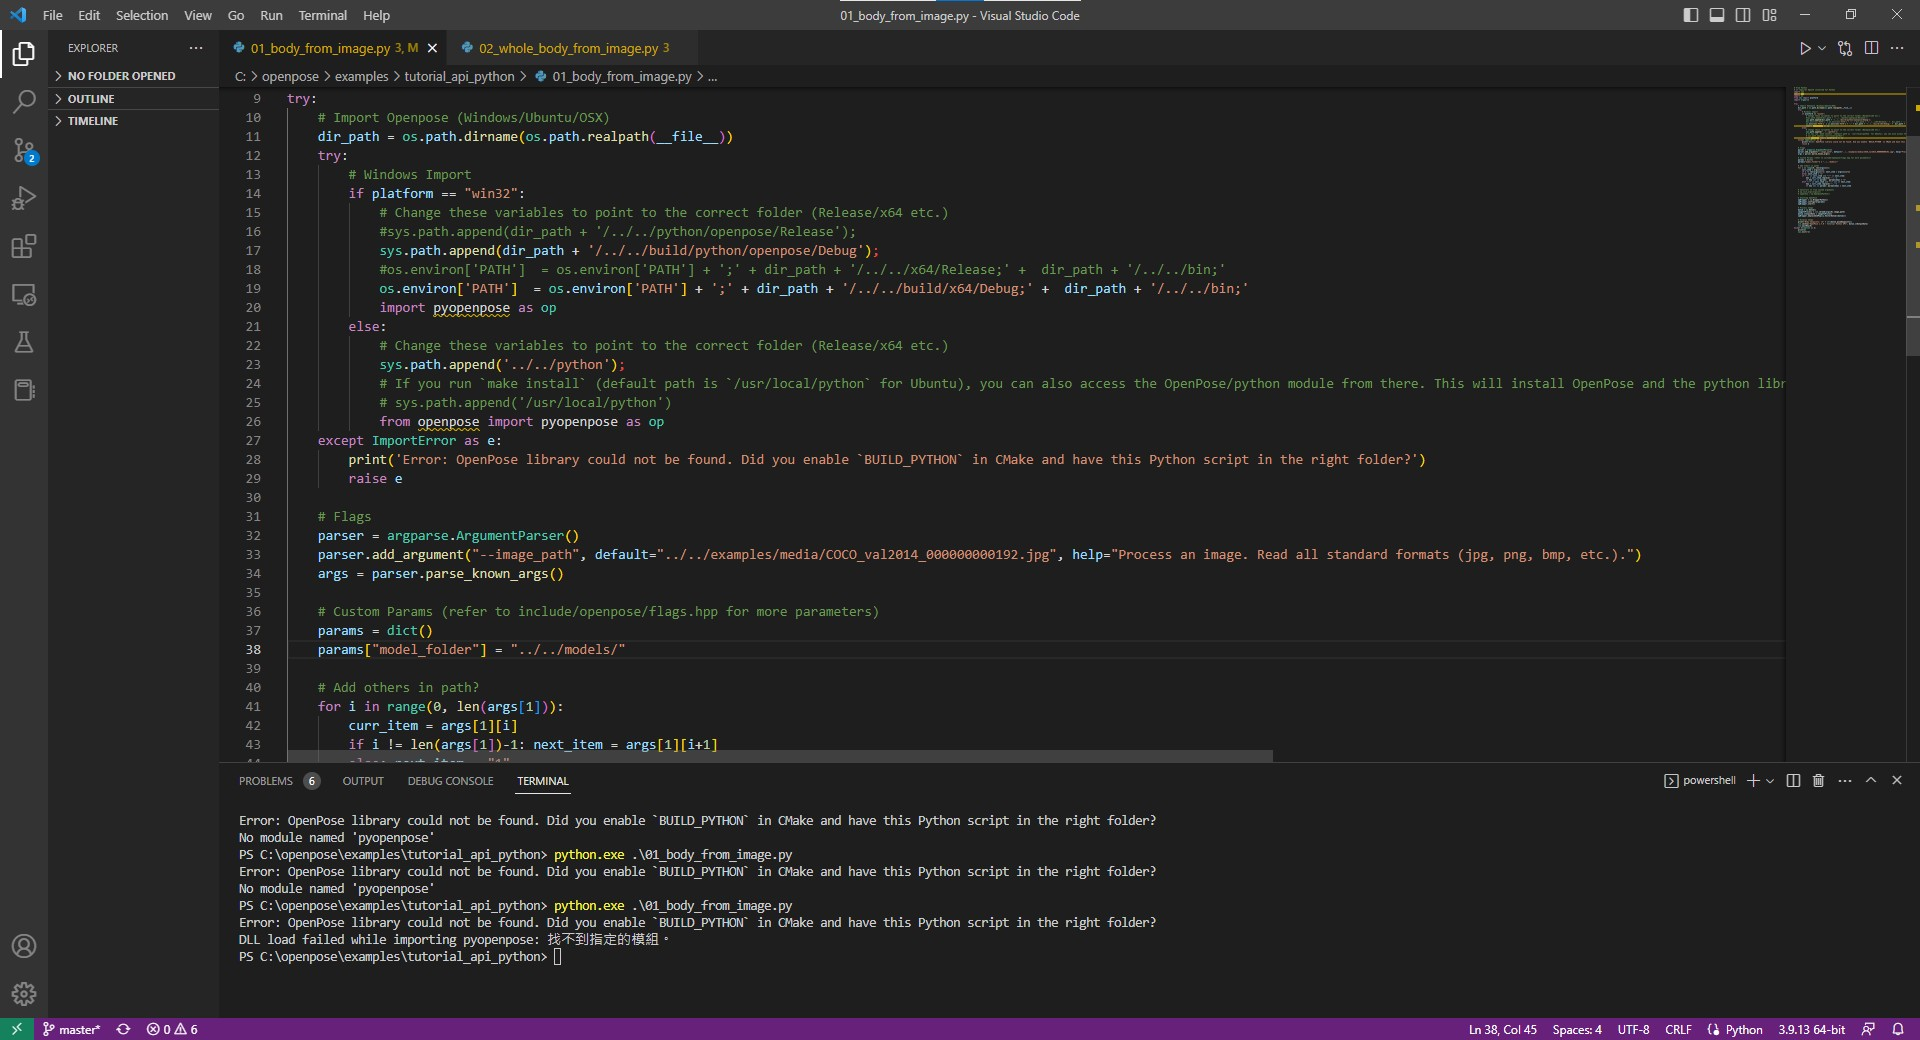 File Edit Selection View Go Run Terminal Help
01_body_from_image.py - Visual Studio Code
EXPLORER
NO FOLDER OPENED
OUTLINE
TIMELINE
2
01_body_from_image.py 3, M
02_whole_body_from_image.py 3
C: > openpose > examples > tutorial_api_python > 01_body_from_image.py > ...
9 try:
10 # Import Openpose (Windows/Ubuntu/OSX)
11 dir_path = os.path.dirname(os.path.realpath(__file__))
12 try:
13 # Windows Import
14 if platform == "win32":
15 # Change these variables to point to the correct folder (Release/x64 etc.)
16 #sys.path.append(dir_path + '/../../python/openpose/Release');
17 sys.path.append(dir_path + '/../../build/python/openpose/Debug');
18 #os.environ['PATH']  = os.environ['PATH'] + ';' + dir_path + '/../../x64/Release;' +  dir_path + '/../../bin;'
19 os.environ['PATH']  = os.environ['PATH'] + ';' + dir_path + '/../../build/x64/Debug;' +  dir_path + '/../../bin;'
20 import pyopenpose as op
21 else:
22 # Change these variables to point to the correct folder (Release/x64 etc.)
23 sys.path.append('../../python');
24 # If you run `make install` (default path is `/usr/local/python` for Ubuntu), you can also access the OpenPose/python module from there. This will install OpenPose and the python libr
25 # sys.path.append('/usr/local/python')
26 from openpose import pyopenpose as op
27 except ImportError as e:
28 print('Error: OpenPose library could not be found. Did you enable `BUILD_PYTHON` in CMake and have this Python script in the right folder?')
29 raise e
30
31 # Flags
32 parser = argparse.ArgumentParser()
33 parser.add_argument("--image_path", default="../../examples/media/COCO_val2014_000000000192.jpg", help="Process an image. Read all standard formats (jpg, png, bmp, etc.).")
34 args = parser.parse_known_args()
35
36 # Custom Params (refer to include/openpose/flags.hpp for more parameters)
37 params = dict()
38 params["model_folder"] = "../../models/"
39
40 # Add others in path?
41 for i in range(0, len(args[1])):
42 curr_item = args[1][i]
43 if i != len(args[1])-1: next_item = args[1][i+1]
PROBLEMS 6 OUTPUT DEBUG CONSOLE TERMINAL
powershell
Error: OpenPose library could not be found. Did you enable `BUILD_PYTHON` in CMake and have this Python script in the right folder?
No module named 'pyopenpose'
PS C:\openpose\examples\tutorial_api_python> python.exe .\01_body_from_image.py
Error: OpenPose library could not be found. Did you enable `BUILD_PYTHON` in CMake and have this Python script in the right folder?
No module named 'pyopenpose'
PS C:\openpose\examples\tutorial_api_python> python.exe .\01_body_from_image.py
Error: OpenPose library could not be found. Did you enable `BUILD_PYTHON` in CMake and have this Python script in the right folder?
DLL load failed while importing pyopenpose: 找不到指定的模組。
PS C:\openpose\examples\tutorial_api_python>
master* 0 6
Ln 38, Col 45 Spaces: 4 UTF-8 CRLF Python 3.9.13 64-bit